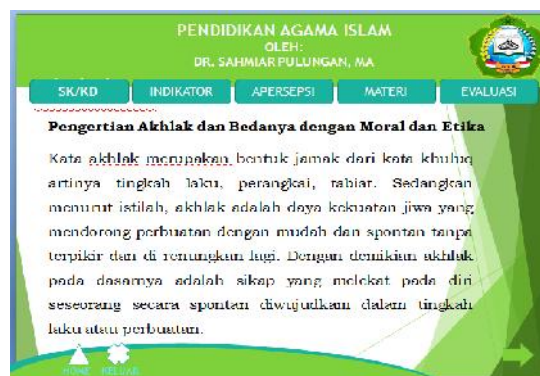 PENDIDIKAN AGAMA ISLAM
OLEH:
DR. SAHMIAR PULUNGAN, MA
SK/KD INDIKATOR APERSEPSI MATERI EVALUASI
Pengertian Akhlak dan Bedanya dengan Moral dan Etika
Kata akhlak merupakan bentuk jamak dari kata khuluq
artinya tingkah laku, perangkai, tabiat. Sedangkan
menurut istilah, akhlak adalah daya kekuatan jiwa yang
mendorong perbuatan dengan mudah dan spontan tanpa
terpikir dan di renungkan lagi. Dengan demikian akhlak
pada dasarnya adalah sikap yang melekat pada diri
seseorang secara spontan diwujudkam dalam tingkah
laku atau perbuatan.
HOME KELUAR